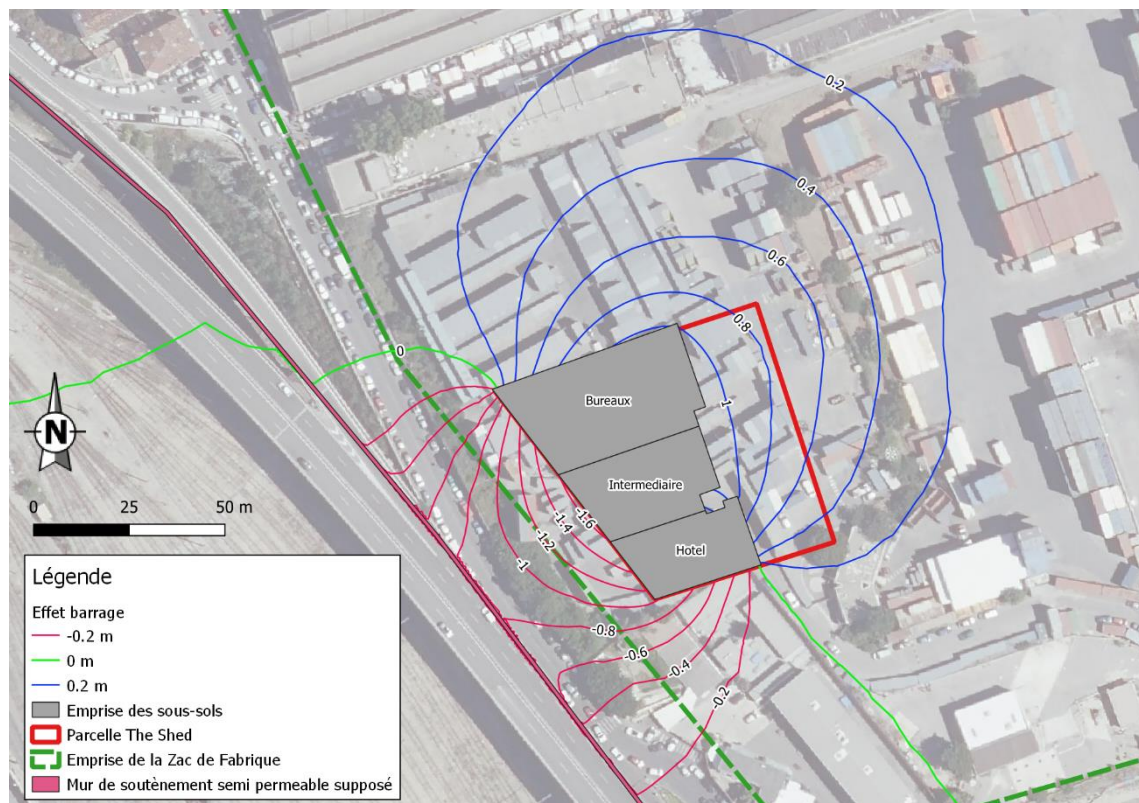 0.2
0.4
0.6
0.8
0
1
Bureaux
Intermediaire
Hotel
-1.6
-1.4
-1.2
-1
-0.8
-0.6
-0.4
-0.2
N
0 25 50 m
Légende
Effet barrage
-0.2 m
0 m
0.2 m
Emprise des sous-sols
Parcelle The Shed
Emprise de la Zac de Fabrique
Mur de soutènement semi permeable supposé